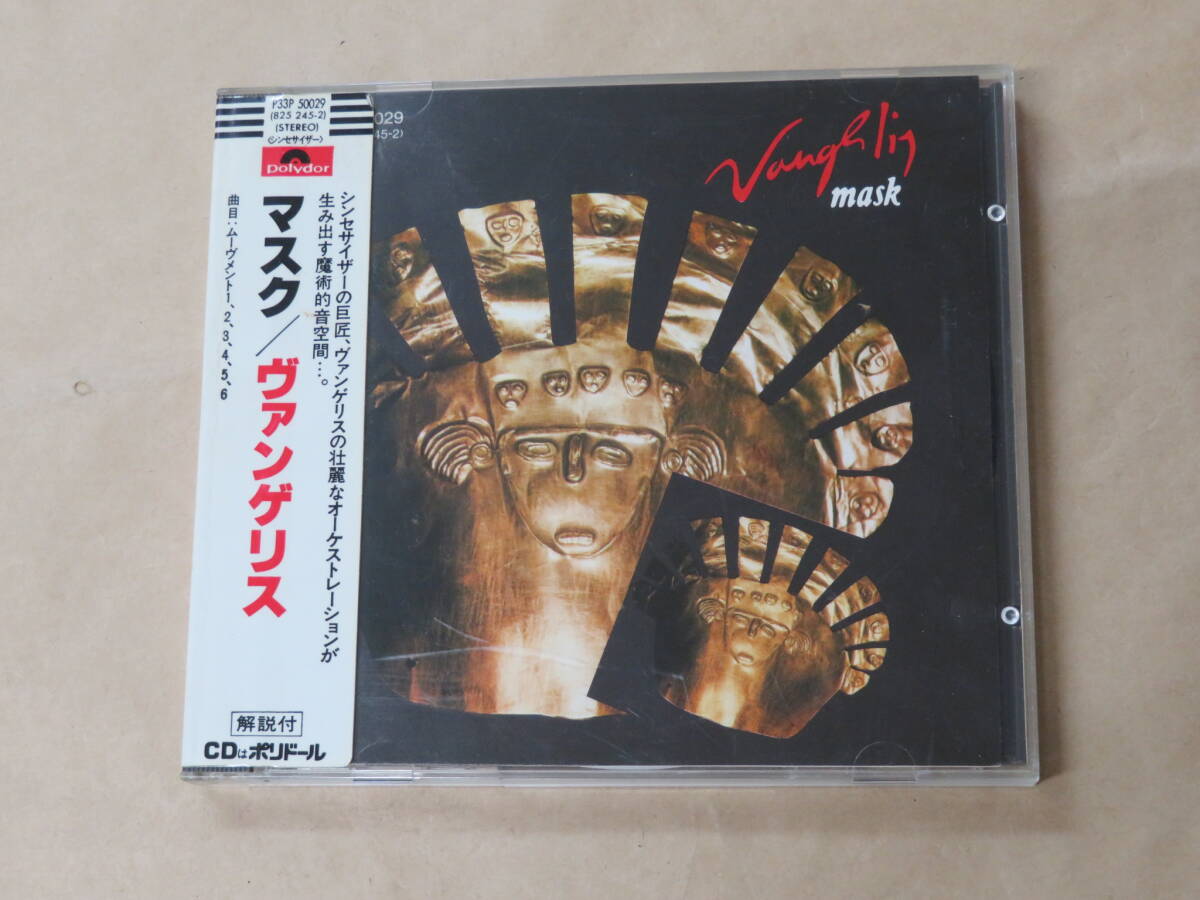 P33P 50029
(825 245-2)
(STEREO)
〈シンセサイザー〉
polydor
マスク/ヴァンゲリス
シンセサイザーの巨匠、ヴァンゲリスの壮麗なオーケストレーションが
生み出す魔術的音空間…。
曲目:ムーヴメント1、2、3、4、5、6
解説付
CDはポリドール
029
45-2)
mask